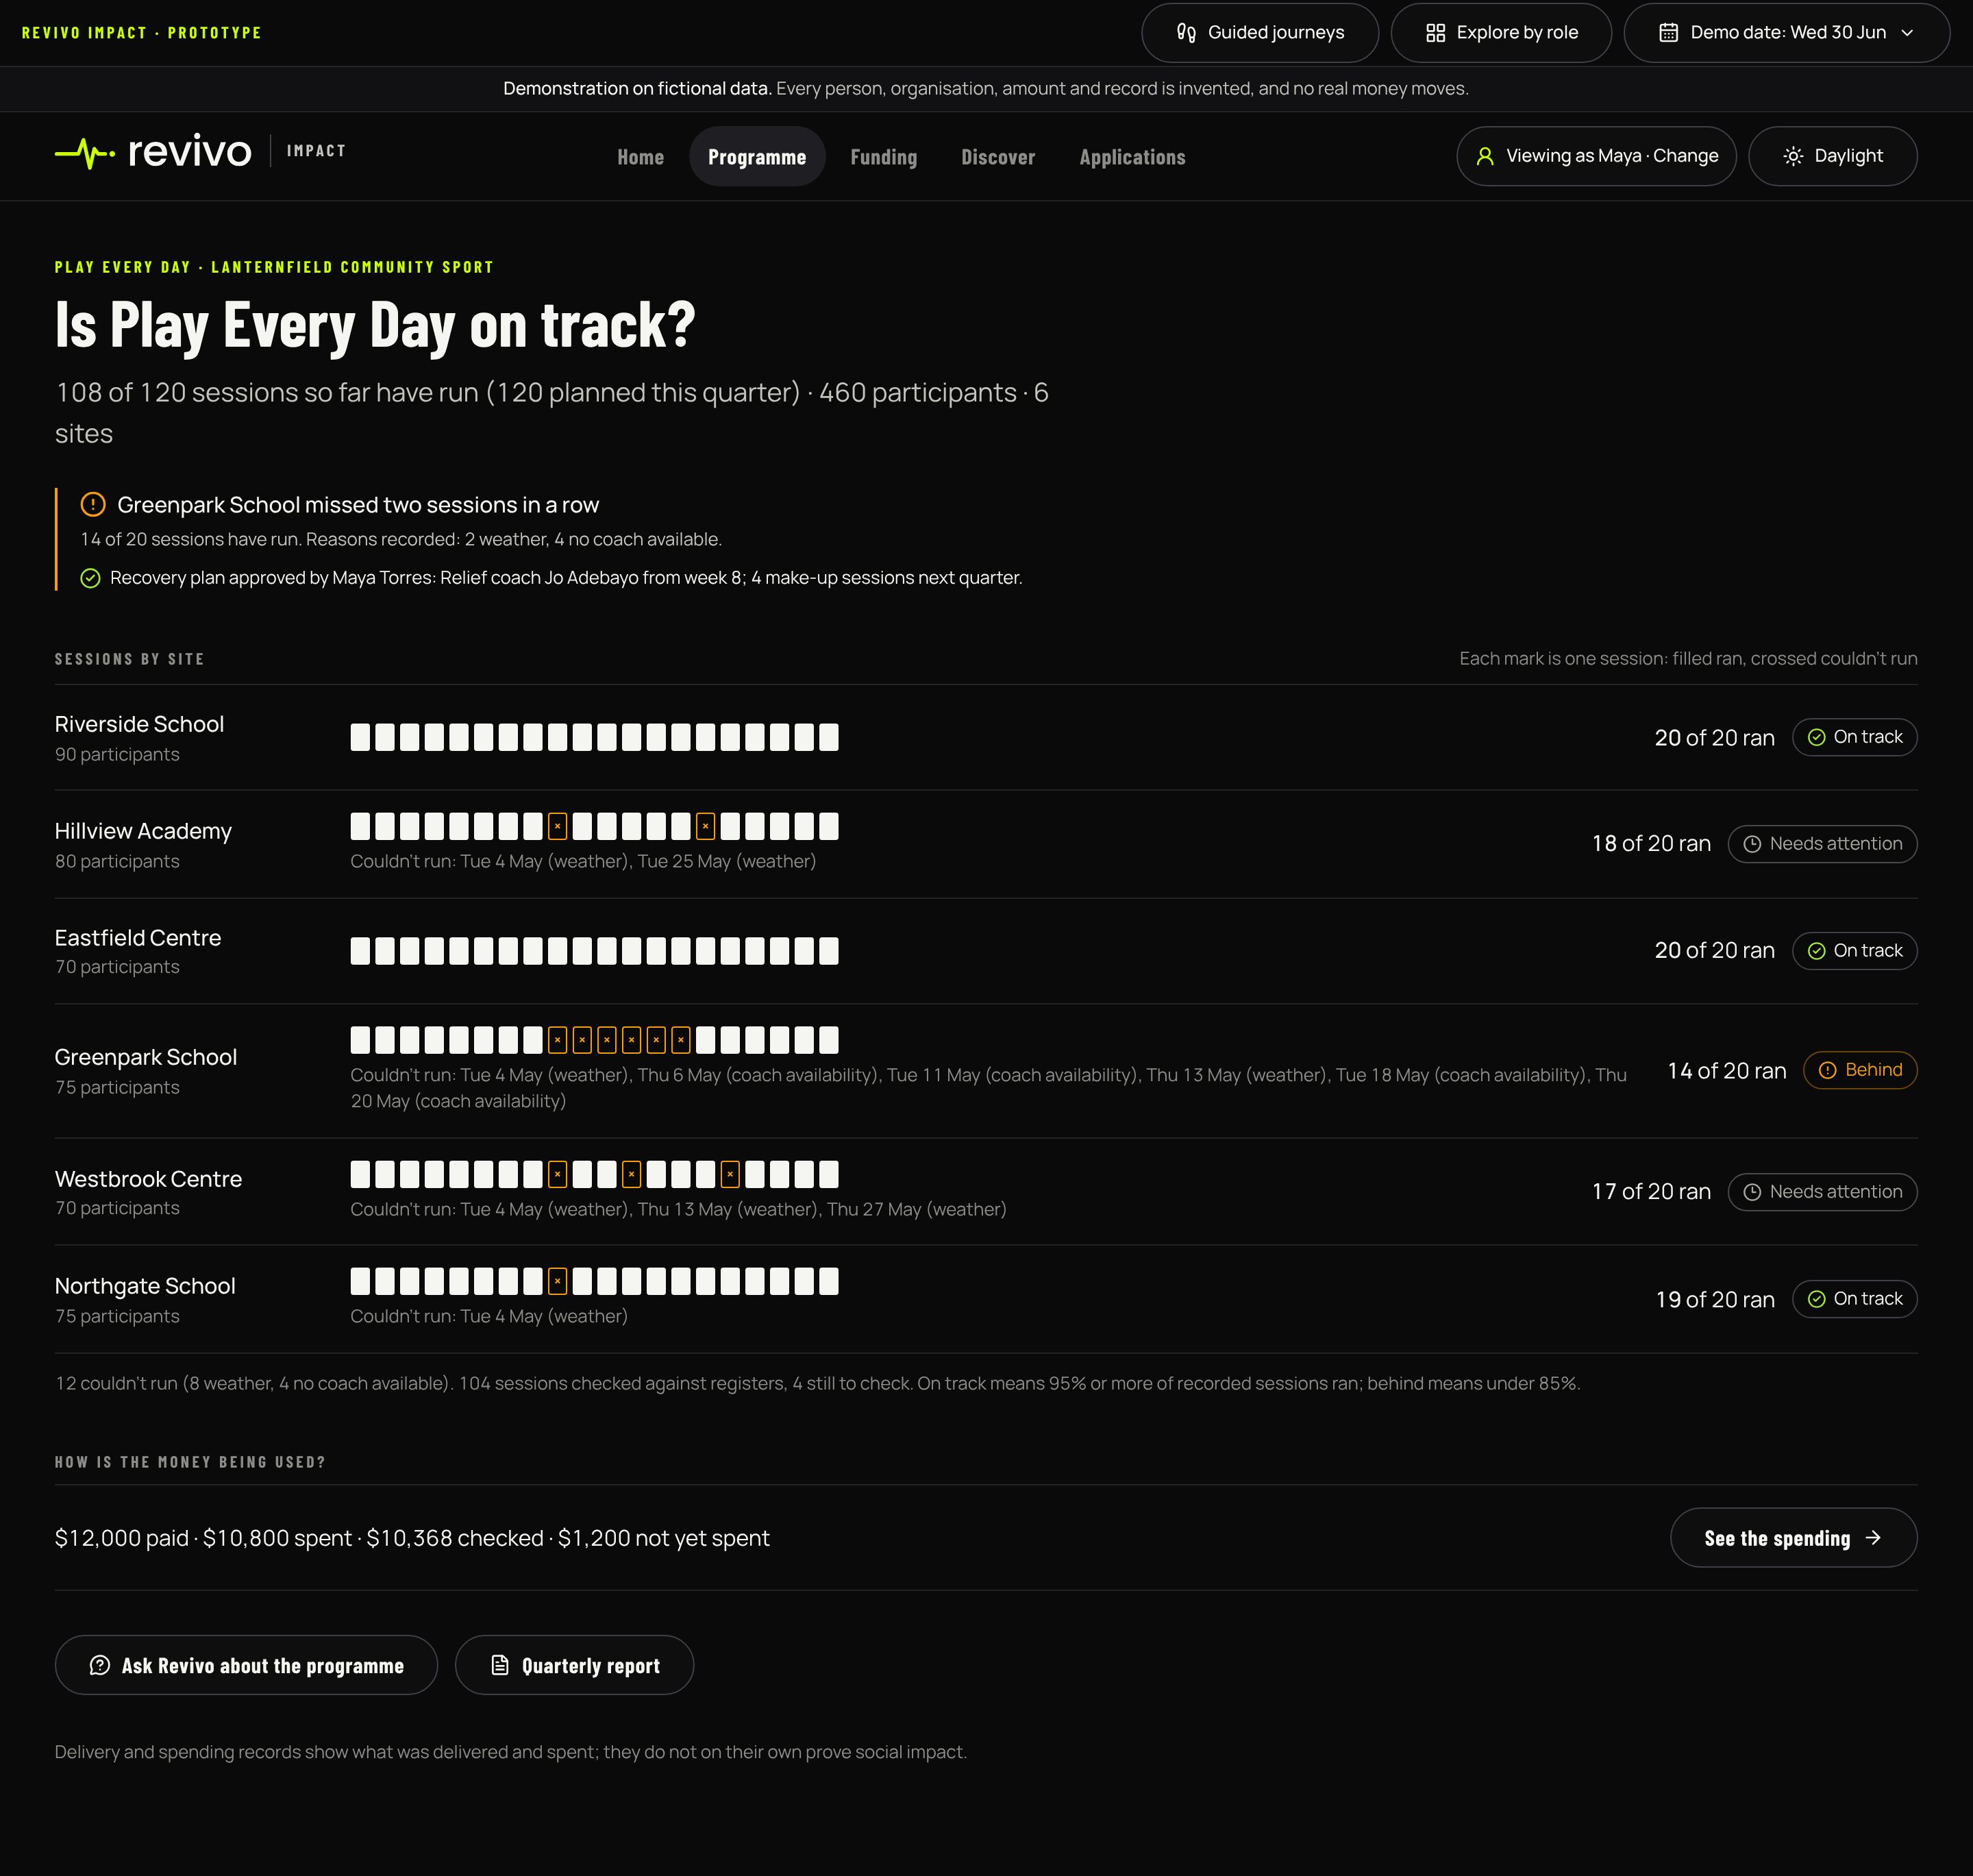 REVIVO IMPACT · PROTOTYPE
Guided journeys
Explore by role
Demo date: Wed 30 Jun
Demonstration on fictional data. Every person, organisation, amount and record is invented, and no real money moves.
revivo
IMPACT
Home
Programme
Funding
Discover
Applications
Viewing as Maya · Change
Daylight
PLAY EVERY DAY · LANTERNFIELD COMMUNITY SPORT
Is Play Every Day on track?
108 of 120 sessions so far have run (120 planned this quarter) · 460 participants · 6
sites
Greenpark School missed two sessions in a row
14 of 20 sessions have run. Reasons recorded: 2 weather, 4 no coach available.
Recovery plan approved by Maya Torres: Relief coach Jo Adebayo from week 8; 4 make-up sessions next quarter.
SESSIONS BY SITE
Each mark is one session: filled ran, crossed couldn't run
Riverside School
90 participants
20 of 20 ran
On track
Hillview Academy
80 participants
Couldn't run: Tue 4 May (weather), Tue 25 May (weather)
18 of 20 ran
Needs attention
Eastfield Centre
70 participants
20 of 20 ran
On track
Greenpark School
75 participants
Couldn't run: Tue 4 May (weather), Thu 6 May (coach availability), Tue 11 May (coach availability), Thu 13 May (weather), Tue 18 May (coach availability), Thu
20 May (coach availability)
14 of 20 ran
Behind
Westbrook Centre
70 participants
Couldn't run: Tue 4 May (weather), Thu 13 May (weather), Thu 27 May (weather)
17 of 20 ran
Needs attention
Northgate School
75 participants
Couldn't run: Tue 4 May (weather)
19 of 20 ran
On track
12 couldn't run (8 weather, 4 no coach available). 104 sessions checked against registers, 4 still to check. On track means 95% or more of recorded sessions ran; behind means under 85%.
HOW IS THE MONEY BEING USED?
$12,000 paid · $10,800 spent · $10,368 checked · $1,200 not yet spent
See the spending
Ask Revivo about the programme
Quarterly report
Delivery and spending records show what was delivered and spent; they do not on their own prove social impact.